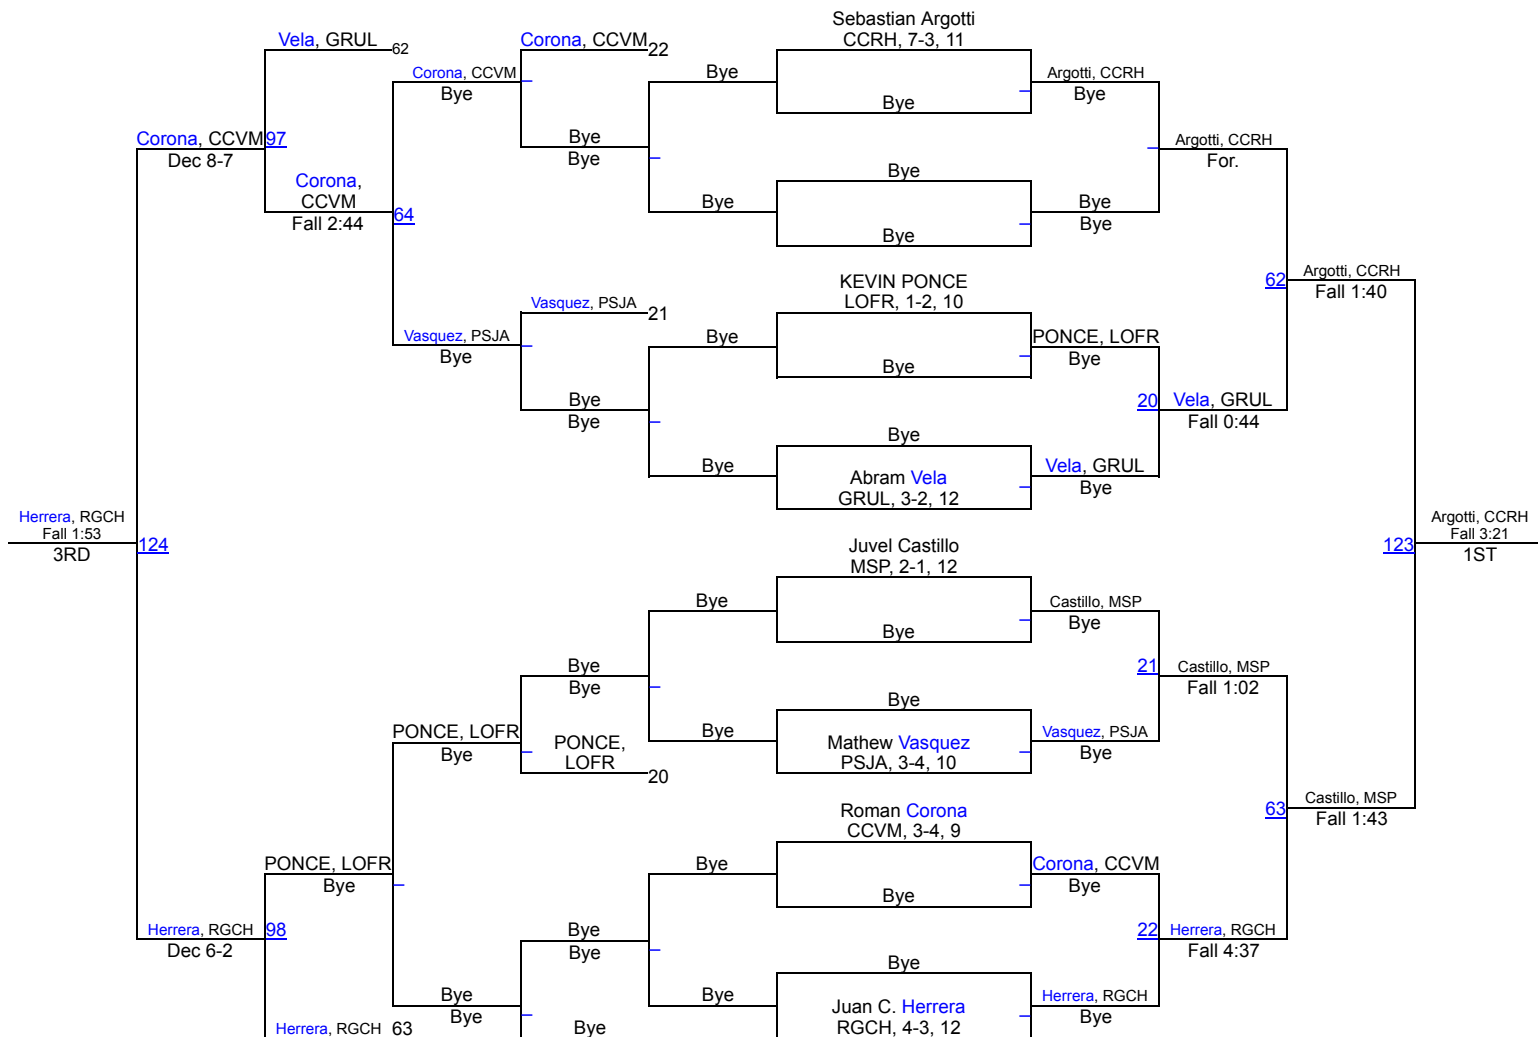 Sebastian Argotti
CCRH, 7-3, 11
Vela, GRUL 62
Corona, CCVM 22
Corona, CCVM
Bye
Bye
Bye
Argotti, CCRH
Bye
Corona, CCVM 97
Dec 8-7
Bye
Bye
Argotti, CCRH
For.
Corona,
CCVM
Fall 2:44
64
Bye
Bye
Bye
Bye
Bye
KEVIN PONCE
LOFR, 1-2, 10
62
Argotti, CCRH
Fall 1:40
Vasquez, PSJA 21
Vasquez, PSJA
Bye
Bye
Bye
PONCE, LOFR
Bye
Bye
Bye
20
Vela, GRUL
Fall 0:44
Bye
Bye
Abram Vela
GRUL, 3-2, 12
Vela, GRUL
Bye
Herrera, RGCH
Fall 1:53
3RD
124
Juvel Castillo
MSP, 2-1, 12
123
Argotti, CCRH
Fall 3:21
1ST
Bye
Bye
Castillo, MSP
Bye
Bye
Bye
21
Castillo, MSP
Fall 1:02
PONCE, LOFR
Bye
PONCE,
LOFR
20
Bye
Bye
Mathew Vasquez
PSJA, 3-4, 10
Vasquez, PSJA
Bye
Roman Corona
CCVM, 3-4, 9
63
Castillo, MSP
Fall 1:43
PONCE, LOFR
Bye
Bye
Bye
Corona, CCVM
Bye
Herrera, RGCH 98
Dec 6-2
Bye
Bye
22
Herrera, RGCH
Fall 4:37
Bye
Bye
Bye
Bye
Juan C. Herrera
RGCH, 4-3, 12
Herrera, RGCH
Bye
Herrera, RGCH 63
Bye